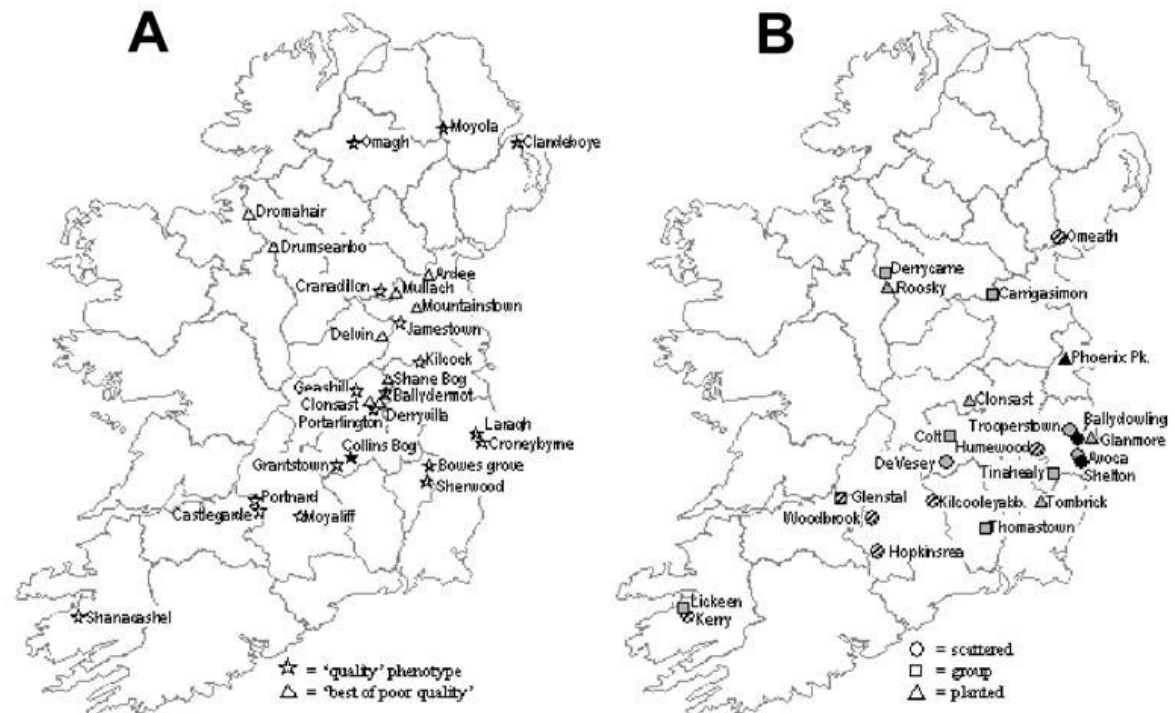 A
Moyola
Omagh
Clandeboye
Dromahair
Drumseanbo
Ardee
Cranadillon
Mullach
Mountainstown
Jamestown
Delvin
Kilcock
Shane Bog
Geashill
Ballydermot
Clonsast
Derryvilla
Portarlington
Laragh
Croneybyrne
Collins Bog
Grantstown
Bowes grove
Sherwood
Portnard
Castlegarde
Moyaliff
Shanacashel
= 'quality' phenotype
= 'best of poor quality'
B
Omeath
Derrycarne
Roosky
Carrigasimon
Phoenix Pk.
Clonsast
Trooperstown
Ballydowling
Glanmore
Humewood
DeVesey
Avoca
Tinahealy
Shelton
Glenstal
Kilcooleyabb.
Tombrick
Woodbrook
Thomastown
Hopkinsrea
Lickeen
Kerry
= scattered
= group
= planted